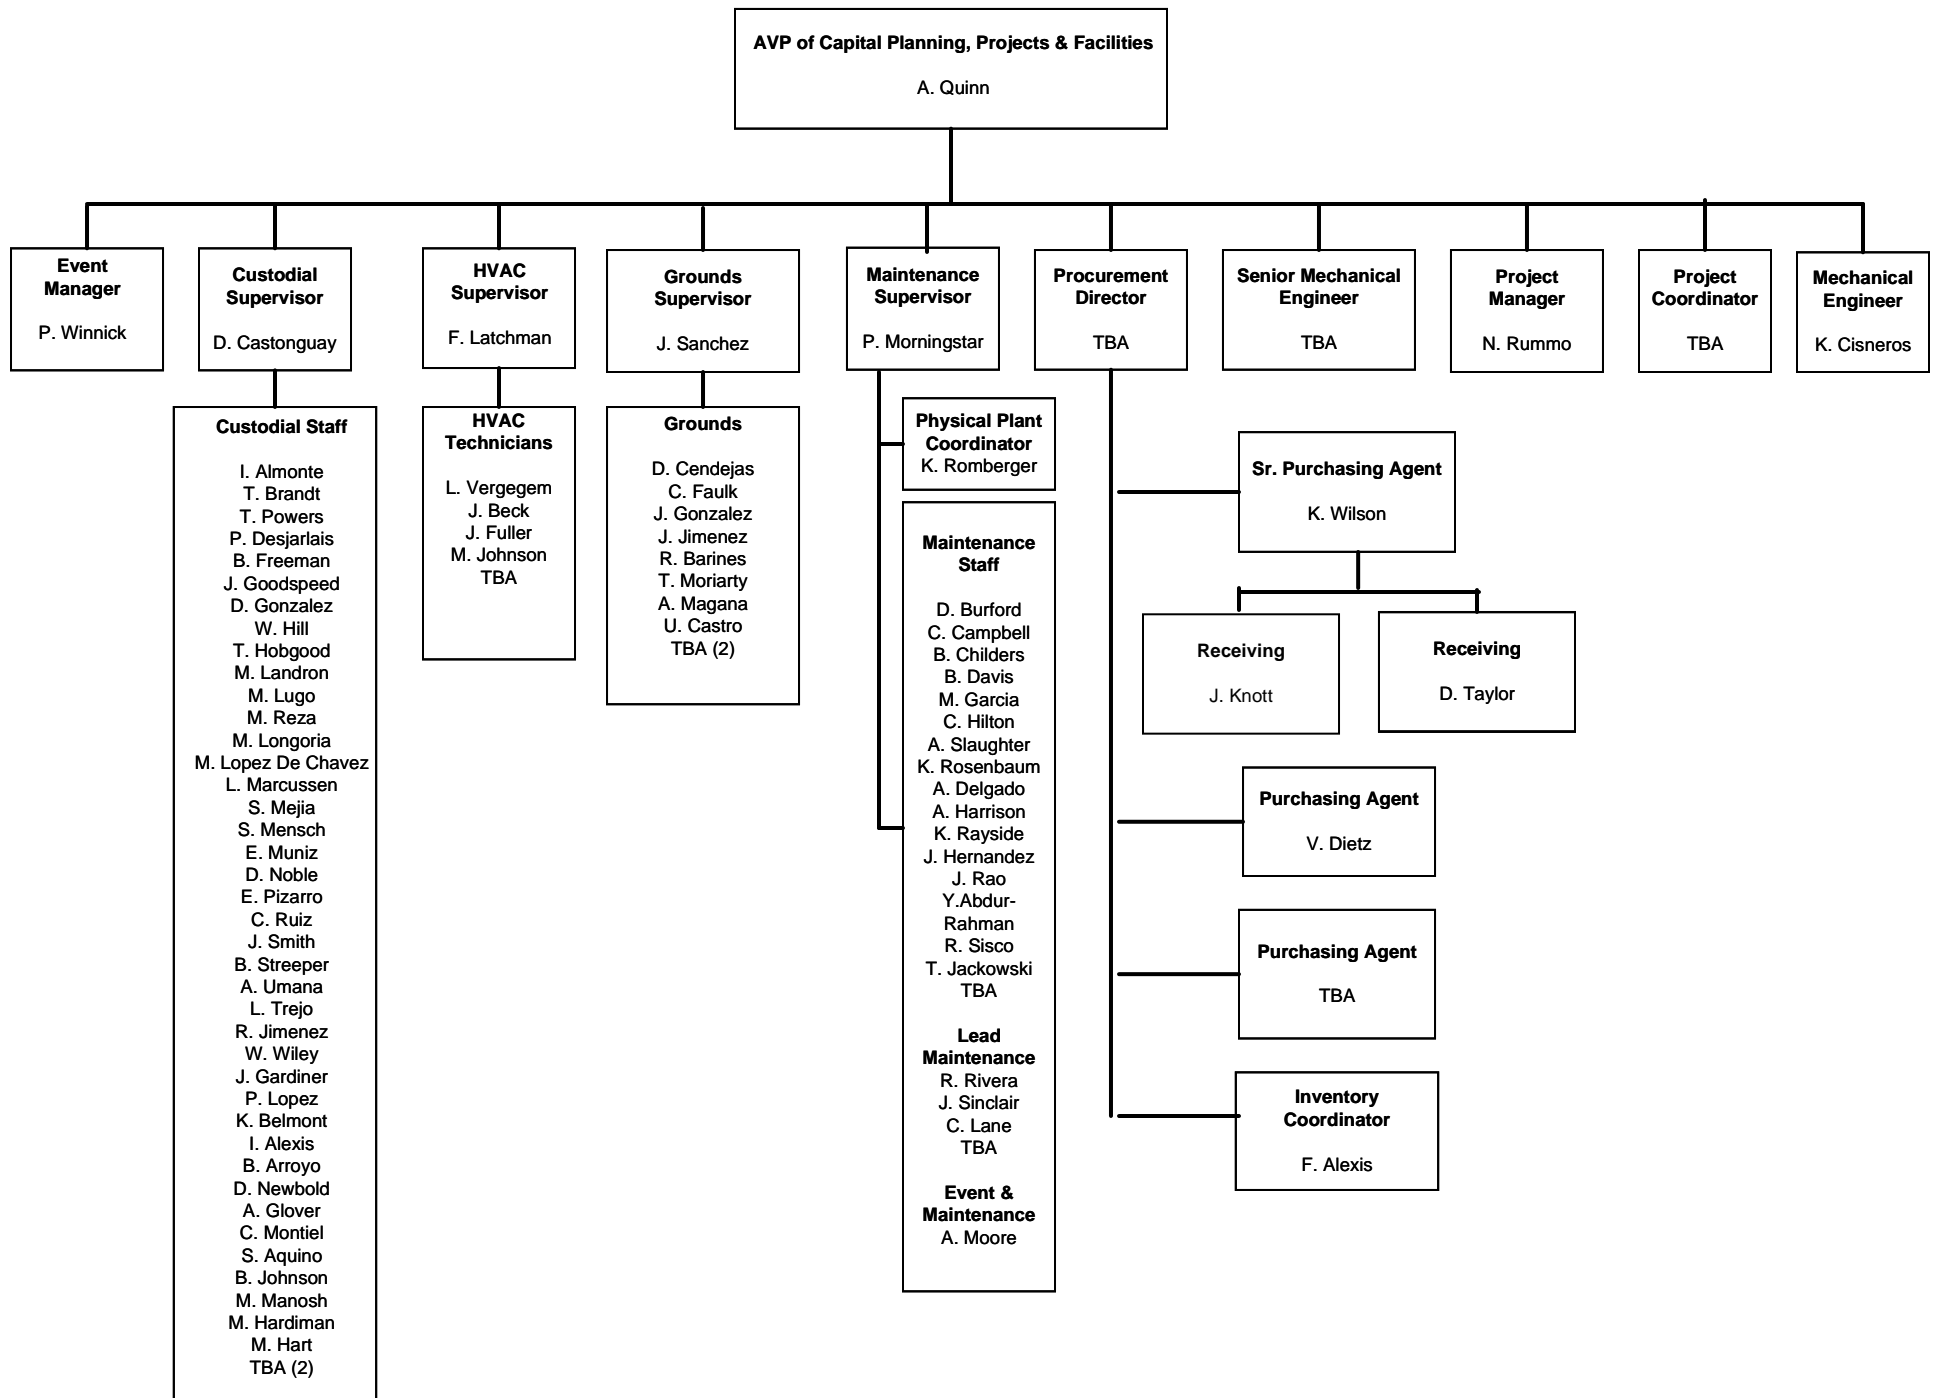 AVP of Capital Planning, Projects & Facilities
A. Quinn
Event
Manager
P. Winnick
Custodial
Supervisor
D. Castonguay
HVAC
Supervisor
F. Latchman
Grounds
Supervisor
J. Sanchez
Maintenance
Supervisor
P. Morningstar
Procurement
Director
TBA
Senior Mechanical
Engineer
TBA
Project
Manager
N. Rummo
Project
Coordinator
TBA
Mechanical
Engineer
K. Cisneros
Custodial Staff
I. Almonte
T. Brandt
T. Powers
P. Desjarlais
B. Freeman
J. Goodspeed
D. Gonzalez
W. Hill
T. Hobgood
M. Landron
M. Lugo
M. Reza
M. Longoria
M. Lopez De Chavez
L. Marcussen
S. Mejia
S. Mensch
E. Muniz
D. Noble
E. Pizarro
C. Ruiz
J. Smith
B. Streeper
A. Umana
L. Trejo
R. Jimenez
W. Wiley
J. Gardiner
P. Lopez
K. Belmont
I. Alexis
B. Arroyo
D. Newbold
A. Glover
C. Montiel
S. Aquino
B. Johnson
M. Manosh
M. Hardiman
M. Hart
TBA (2)
HVAC
Technicians
L. Vergegem
J. Beck
J. Fuller
M. Johnson
TBA
Grounds
D. Cendejas
C. Faulk
J. Gonzalez
J. Jimenez
R. Barines
T. Moriarty
A. Magana
U. Castro
TBA (2)
Physical Plant
Coordinator
K. Romberger
Maintenance
Staff
D. Burford
C. Campbell
B. Childers
B. Davis
M. Garcia
C. Hilton
A. Slaughter
K. Rosenbaum
A. Delgado
A. Harrison
K. Rayside
J. Hernandez
J. Rao
Y.Abdur-
Rahman
R. Sisco
T. Jackowski
TBA
Lead
Maintenance
R. Rivera
J. Sinclair
C. Lane
TBA
Event &
Maintenance
A. Moore
Sr. Purchasing Agent
K. Wilson
Receiving
J. Knott
Receiving
D. Taylor
Purchasing Agent
V. Dietz
Purchasing Agent
TBA
Inventory
Coordinator
F. Alexis